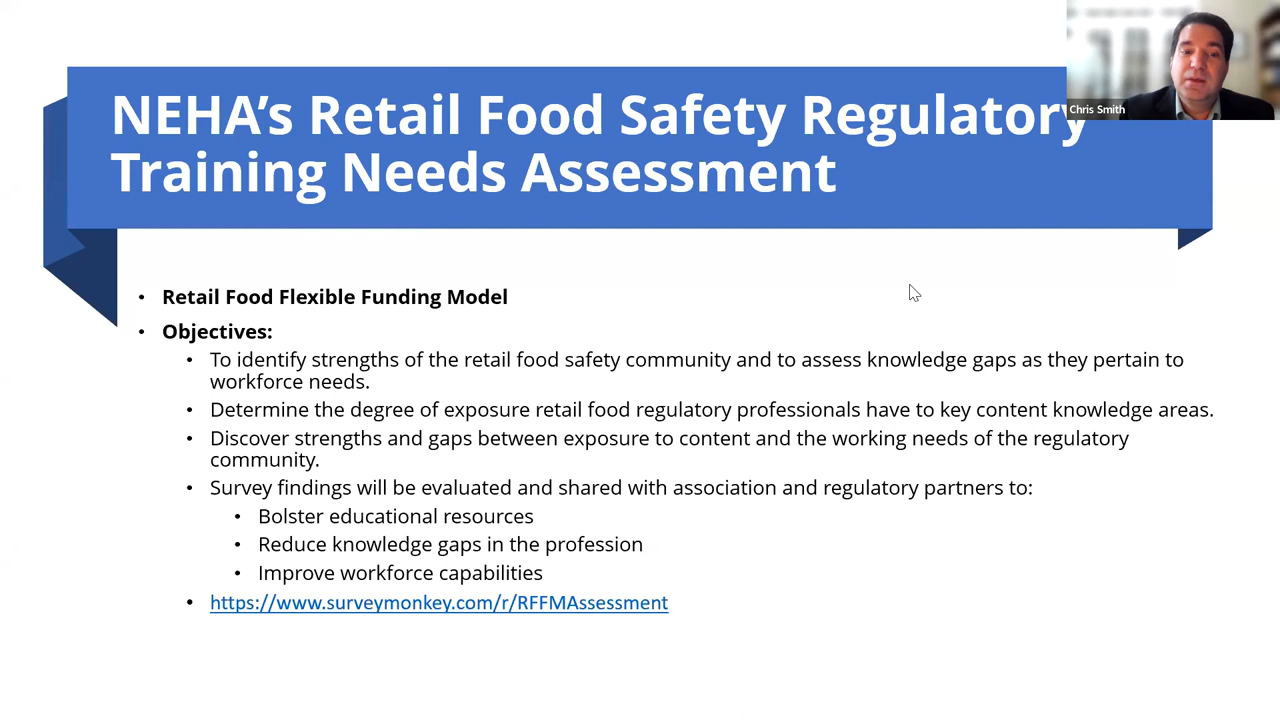 Chris Smith
NEHA's Retail Food Safety Regulatory
Training Needs Assessment
• Retail Food Flexible Funding Model
• Objectives:
• To identify strengths of the retail food safety community and to assess knowledge gaps as they pertain to
workforce needs.
• Determine the degree of exposure retail food regulatory professionals have to key content knowledge areas.
• Discover strengths and gaps between exposure to content and the working needs of the regulatory
community.
• Survey findings will be evaluated and shared with association and regulatory partners to:
• Bolster educational resources
• Reduce knowledge gaps in the profession
• Improve workforce capabilities
• https://www.surveymonkey.com/r/RFFMAssessment